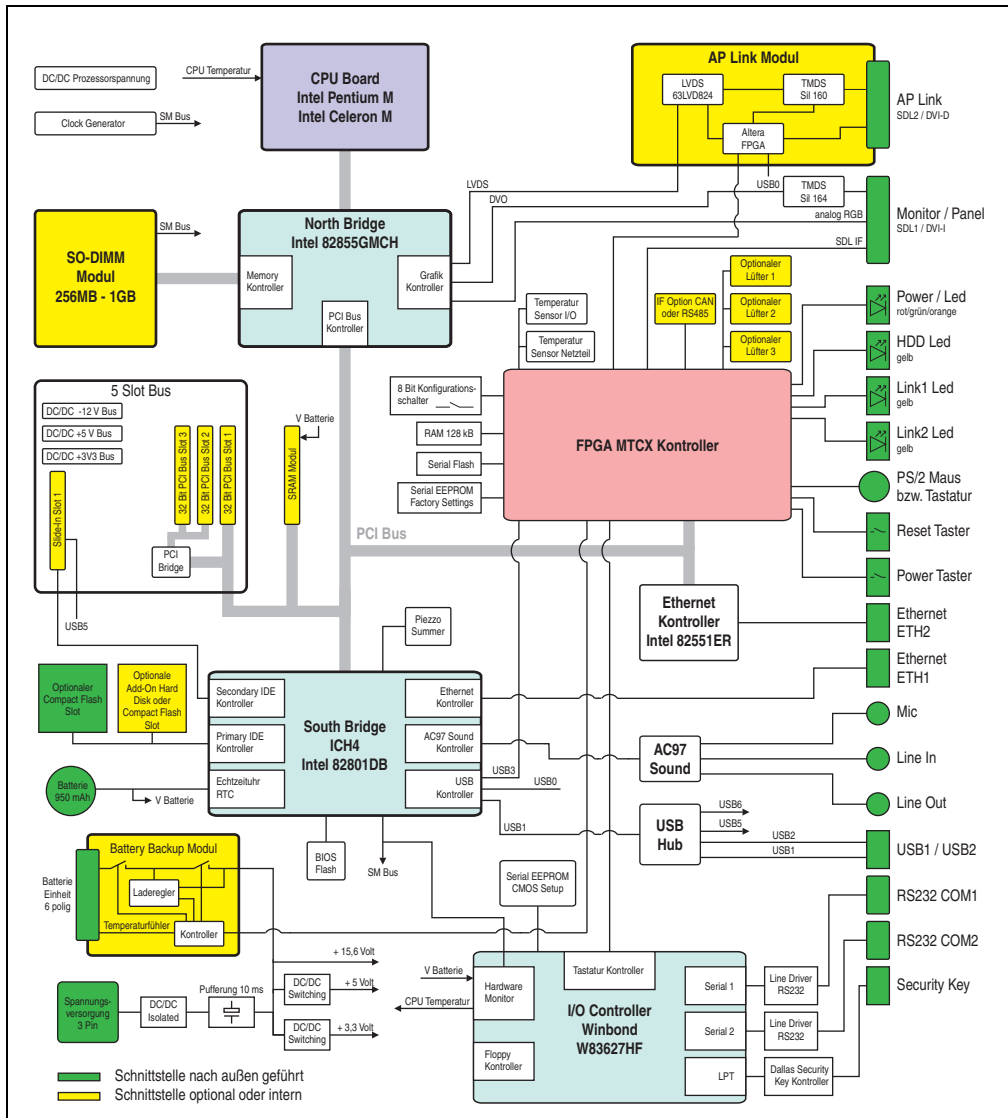 DC/DC Prozessorspannung
CPU Temperatur
Clock Generator
SM Bus
CPU Board
Intel Pentium M
Intel Celeron M
AP Link Modul
LVDS
63LVD824
TMDS
Sil 160
Altera
FPGA
AP Link
SDL2 / DVI-D
LVDS
DVO
USB0
TMDS
Sil 164
analog RGB
SDL IF
Monitor / Panel
SDL1 / DVI-I
SO-DIMM
Modul
256MB - 1GB
SM Bus
North Bridge
Intel 82855GMCH
Memory
Kontroller
Grafik
Kontroller
PCI Bus
Kontroller
Temperatur
Sensor I/O
Temperatur
Sensor Netzteil
IF Option CAN
oder RS485
Optionaler
Lüfter 1
Optionaler
Lüfter 2
Optionaler
Lüfter 3
Power / Led
rot/grün/orange
HDD Led
gelb
Link1 Led
gelb
Link2 Led
gelb
5 Slot Bus
DC/DC -12 V Bus
DC/DC +5 V Bus
DC/DC +3V3 Bus
Slide-In Slot 1
32 Bit PCI Bus Slot 3
32 Bit PCI Bus Slot 2
32 Bit PCI Bus Slot 1
PCI
Bridge
USB5
V Batterie
SRAM Modul
8 Bit Konfigurations-
schalter
RAM 128 kB
Serial Flash
Serial EEPROM
Factory Settings
FPGA MTCX Kontroller
PCI Bus
PS/2 Maus
bzw. Tastatur
Reset Taster
Power Taster
Ethernet
Kontroller
Intel 82551ER
Ethernet
ETH2
Ethernet
ETH1
Piezzo
Summer
Optionaler
Compact Flash
Slot
Optionale
Add-On Hard
Disk oder
Compact Flash
Slot
Secondary IDE
Kontroller
Primary IDE
Kontroller
Echtzeituhr
RTC
South Bridge
ICH4
Intel 82801DB
Ethernet
Kontroller
AC97 Sound
Kontroller
USB
Kontroller
USB3
USB0
USB1
Batterie
950 mAh
V Batterie
AC97
Sound
Mic
Line In
Line Out
USB
Hub
USB6
USB5
USB2
USB1
USB1 / USB2
BIOS
Flash
SM Bus
Serial EEPROM
CMOS Setup
Battery Backup Modul
Batterie
Einheit
6 polig
Laderegler
Temperaturfühler
Kontroller
+ 15,6 Volt
Spannungs-
versorgung
3 Pin
DC/DC
Isolated
Pufferung 10 ms
DC/DC
Switching
+ 5 Volt
DC/DC
Switching
+ 3,3 Volt
V Batterie
CPU Temperatur
Hardware
Monitor
Tastatur Kontroller
I/O Controller
Winbond
W83627HF
Floppy
Kontroller
Serial 1
Serial 2
LPT
Line Driver
RS232
Line Driver
RS232
Dallas Security
Key Kontroller
RS232 COM1
RS232 COM2
Security Key
Schnittstelle nach außen geführt
Schnittstelle optional oder intern